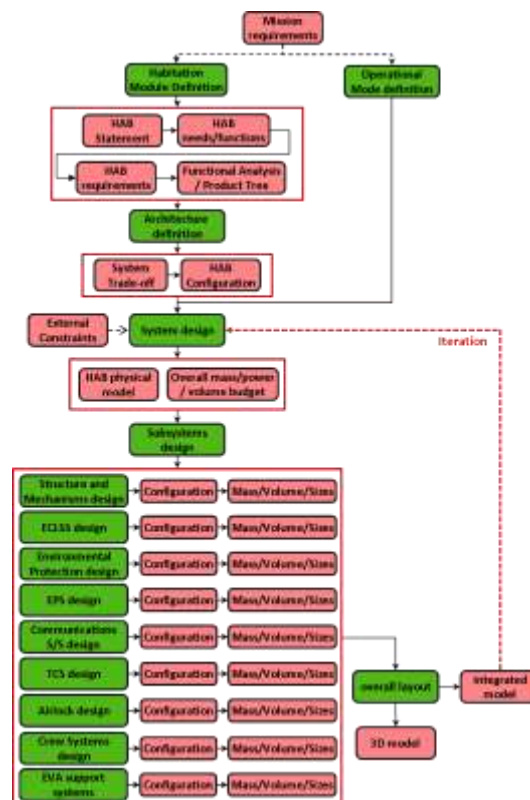 Mission
requirements
Habitation
Module Definition
Operational
Mode definition
HAB
Statement
HAB
needs/functions
HAB
requirements
Functional Analysis
/ Product Tree
Architecture
definition
System
Trade-off
HAB
Configuration
External
Constraints
System design
Iteration
HAB physical
model
Overall mass/power
/ volume budget
Subsystems
design
Structure and
Mechanisms design
Configuration
Mass/Volume/Sizes
ECLSS design
Configuration
Mass/Volume/Sizes
Environmental
Protection design
Configuration
Mass/Volume/Sizes
EPS design
Configuration
Mass/Volume/Sizes
Communications
S/S design
Configuration
Mass/Volume/Sizes
TCS design
Configuration
Mass/Volume/Sizes
overall layout
Integrated
model
Airlock design
Configuration
Mass/Volume/Sizes
3D model
Crew Systems
design
Configuration
Mass/Volume/Sizes
EVA support
systems
Configuration
Mass/Volume/Sizes